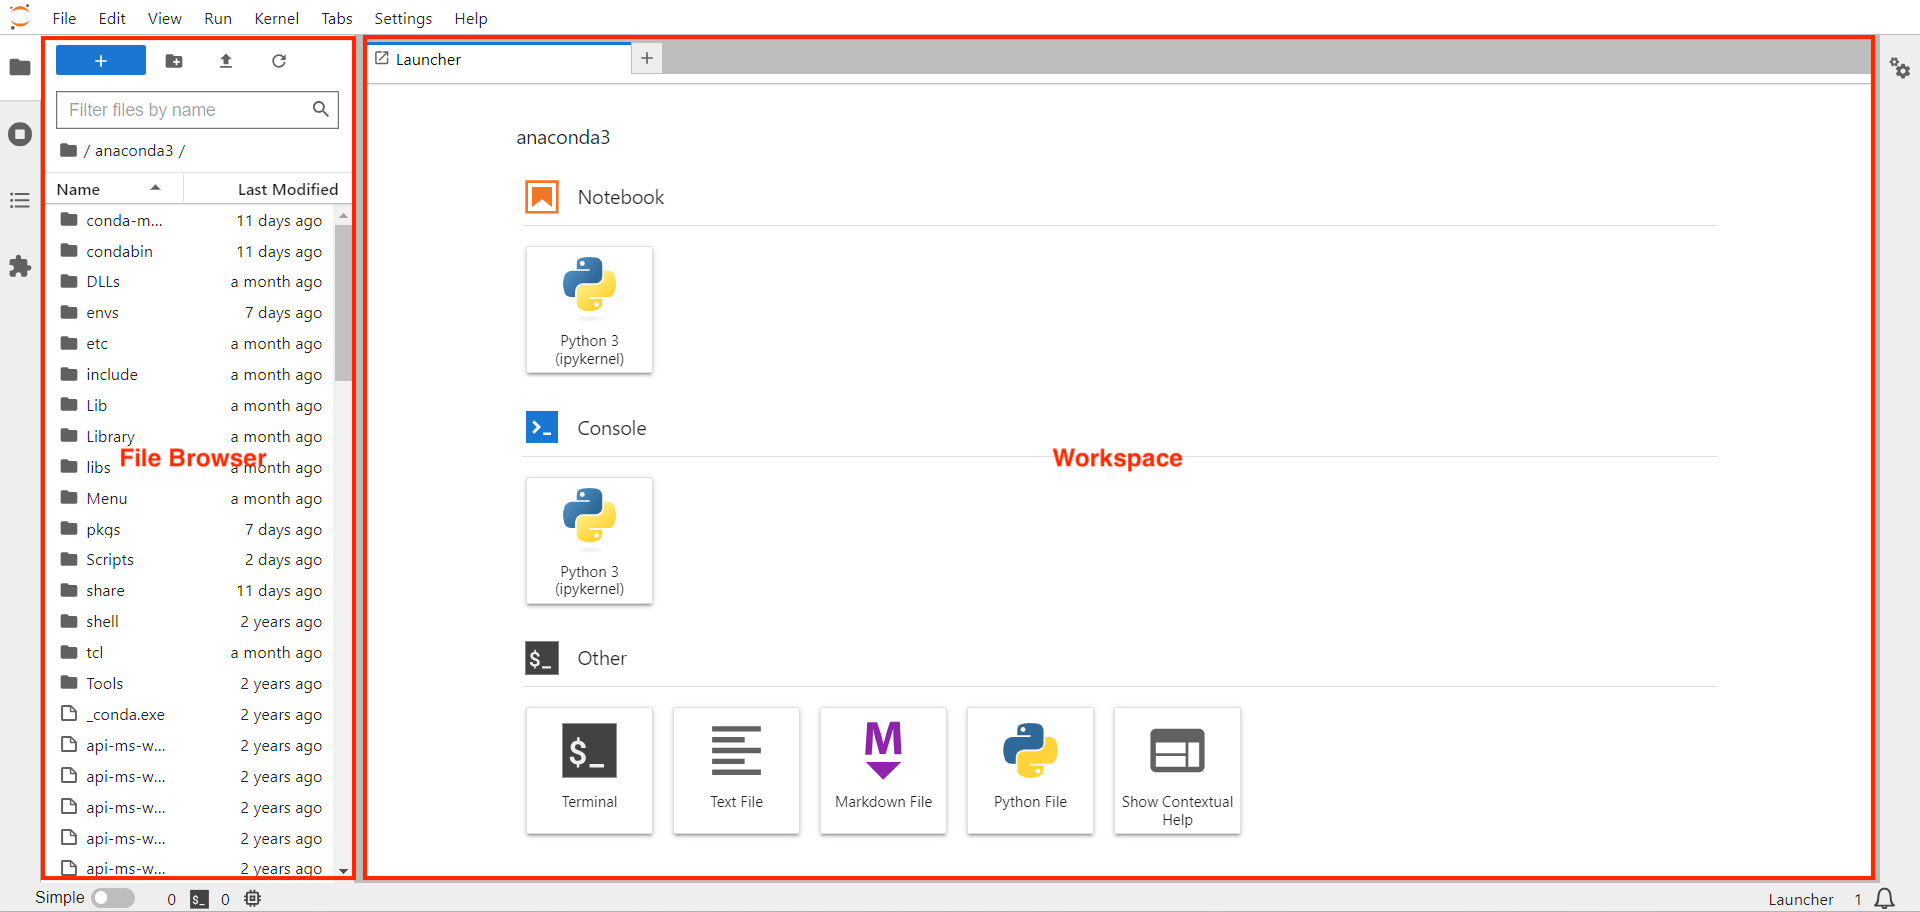 File Edit View Run Kernel Tabs Settings Help
+
Launcher
+
Filter files by name
/ anaconda3 /
Name Last Modified
conda-m... 11 days ago
condabin 11 days ago
DLLs a month ago
envs 7 days ago
etc a month ago
include a month ago
Lib a month ago
Library a month ago
File Browser
libs a month ago
Menu a month ago
pkgs 7 days ago
Scripts 2 days ago
share 11 days ago
shell 2 years ago
tcl a month ago
Tools 2 years ago
_conda.exe 2 years ago
api-ms-w... 2 years ago
api-ms-w... 2 years ago
api-ms-w... 2 years ago
api-ms-w... 2 years ago
api-ms-w... 2 years ago
anaconda3
Notebook
Python 3
(ipykernel)
>_ Console
Workspace
Python 3
(ipykernel)
$_ Other
$_
Terminal
Text File
M
Markdown File
Python File
Show Contextual
Help
Simple 0 $_ 0
Launcher 1